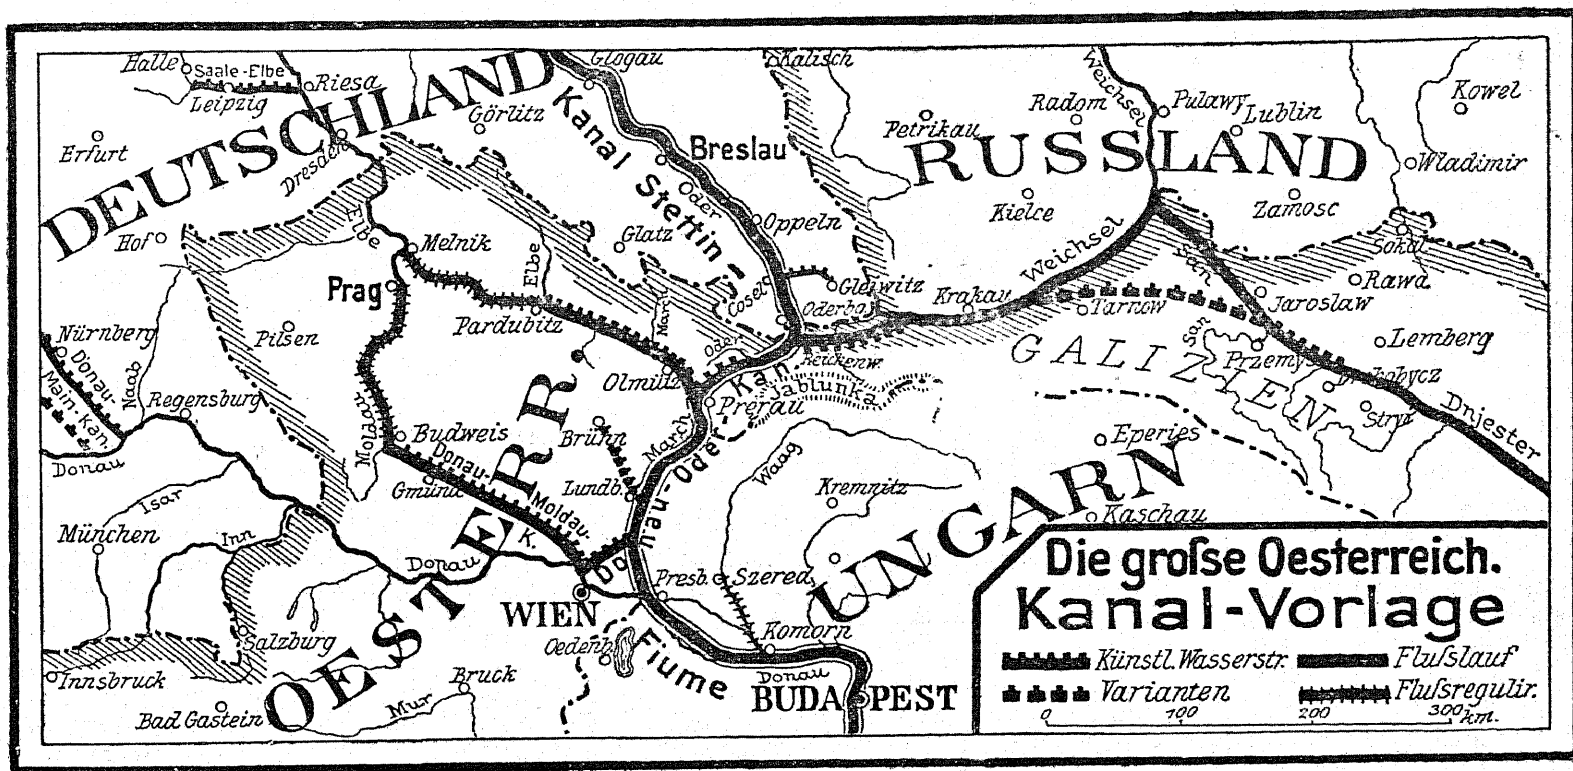 Halle
Saale-Elbe
Leipzig
Riesa
Glogau
Kalisch
Weichsel
Pulawy
Lublin
Radom
Kowel
DEUTSCHLAND
Görlitz
Erfurt
Dresden
Kanal Stettin
Breslau
Petrikau
RUSSLAND
Wladimir
Oder
Oppeln
Kielce
Zamosc
Hof
Elbe
Melnik
Elbe
Glatz
Weichsel
Sokal
Prag
Cosel
Gleiwitz
Krakau
San
Rawa
Jaroslaw
Nürnberg
Pilsen
Pardubitz
March
Oder
Tarnow
San
Lemberg
Donau-
Main-Kan.
Naab
Regensburg
Olmütz
GALIZIEN
Jablunka
Prerau
Stryj
Dnjester
Donau
Moldau
Budweis
Brühn
March
Donau-Oder-Kan.
Waag
Eperies
Isar
Gmünd
Donau-
Moldau-
K.
Lundb.
Kremnitz
Kaschau
München
Inn
Donau
OESTERR.
UNGARN
Presb.
Szered
WIEN
Oedenb.
Komorn
Fiume
Salzburg
Innsbruck
Bruck
Mur
Bad Gastein
Donau
BUDAPEST
Die große Oesterreich.
Kanal-Vorlage
Künstl. Wasserstr.
Flußlauf
Varianten
Flußregulir.
0 100 200 300 km.